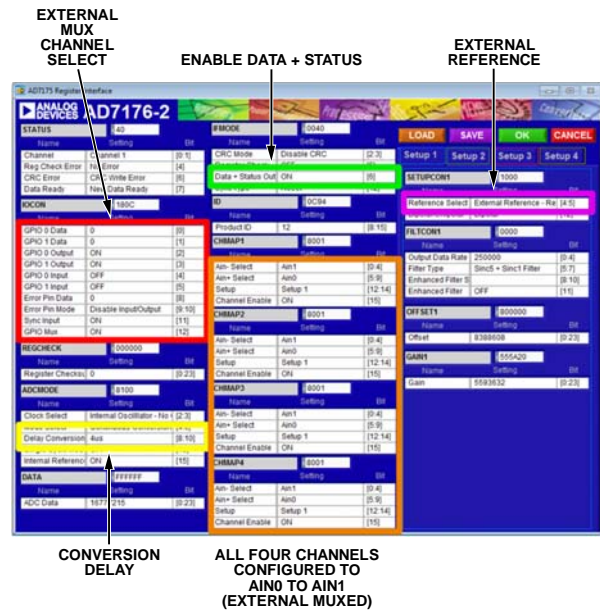 EXTERNAL
MUX
CHANNEL
SELECT
ENABLE DATA + STATUS
EXTERNAL
REFERENCE
AD7175 Register Interface
ANALOG
DEVICES
AD7176-2
STATUS
40
Name Setting Bit
Channel Channel 1 [0:1]
Reg Check Error No Error [4]
CRC Error CRC Write Error [6]
Data Ready New Data Ready [7]
IOCON
180C
Name Setting Bit
GPIO 0 Data 0 [0]
GPIO 1 Data 0 [1]
GPIO 0 Output ON [2]
GPIO 1 Output ON [3]
GPIO 0 Input OFF [4]
GPIO 1 Input OFF [5]
Error Pin Data 0 [8]
Error Pin Mode Disable Input/Output [9:10]
Sync Input ON [11]
GPIO Mux ON [12]
REGCHECK
000000
Name Setting Bit
Register Checksu 0 [0:23]
ADCMODE
8100
Name Setting Bit
Clock Select Internal Oscillator - No [2:3]
Delay Conversion 4us [8:10]
Internal Referenc ON [15]
DATA
FFFFFF
Name Setting Bit
ADC Data 16777215 [0:23]
IFMODE
0040
Name Setting Bit
CRC Mode Disable CRC [2:3]
Data + Status Out ON [6]
ID
0C94
Name Setting Bit
Product ID 12 [8:15]
CHMAP1
8001
Name Setting Bit
Ain- Select Ain1 [0:4]
Ain+ Select Ain0 [5:9]
Setup Setup 1 [12:14]
Channel Enable ON [15]
CHMAP2
8001
Name Setting Bit
Ain- Select Ain1 [0:4]
Ain+ Select Ain0 [5:9]
Setup Setup 1 [12:14]
Channel Enable ON [15]
CHMAP3
8001
Name Setting Bit
Ain- Select Ain1 [0:4]
Ain+ Select Ain0 [5:9]
Setup Setup 1 [12:14]
Channel Enable ON [15]
CHMAP4
8001
Name Setting Bit
Ain- Select Ain1 [0:4]
Ain+ Select Ain0 [5:9]
Setup Setup 1 [12:14]
Channel Enable ON [15]
LOAD SAVE OK CANCEL
Setup 1 Setup 2 Setup 3 Setup 4
SETUPCON1
1000
Reference Select External Reference - Re [4:5]
FILTCON1
0000
Name Setting Bit
Output Data Rate 250000 [0:4]
Filter Type Sinc5 + Sinc1 Filter [5:7]
Enhanced Filter S [8:10]
Enhanced Filter OFF [11]
OFFSET1
800000
Name Setting Bit
Offset 8388608 [0:23]
GAIN1
555A20
Name Setting Bit
Gain 5593632 [0:23]
CONVERSION
DELAY
ALL FOUR CHANNELS
CONFIGURED TO
AIN0 TO AIN1
(EXTERNAL MUXED)